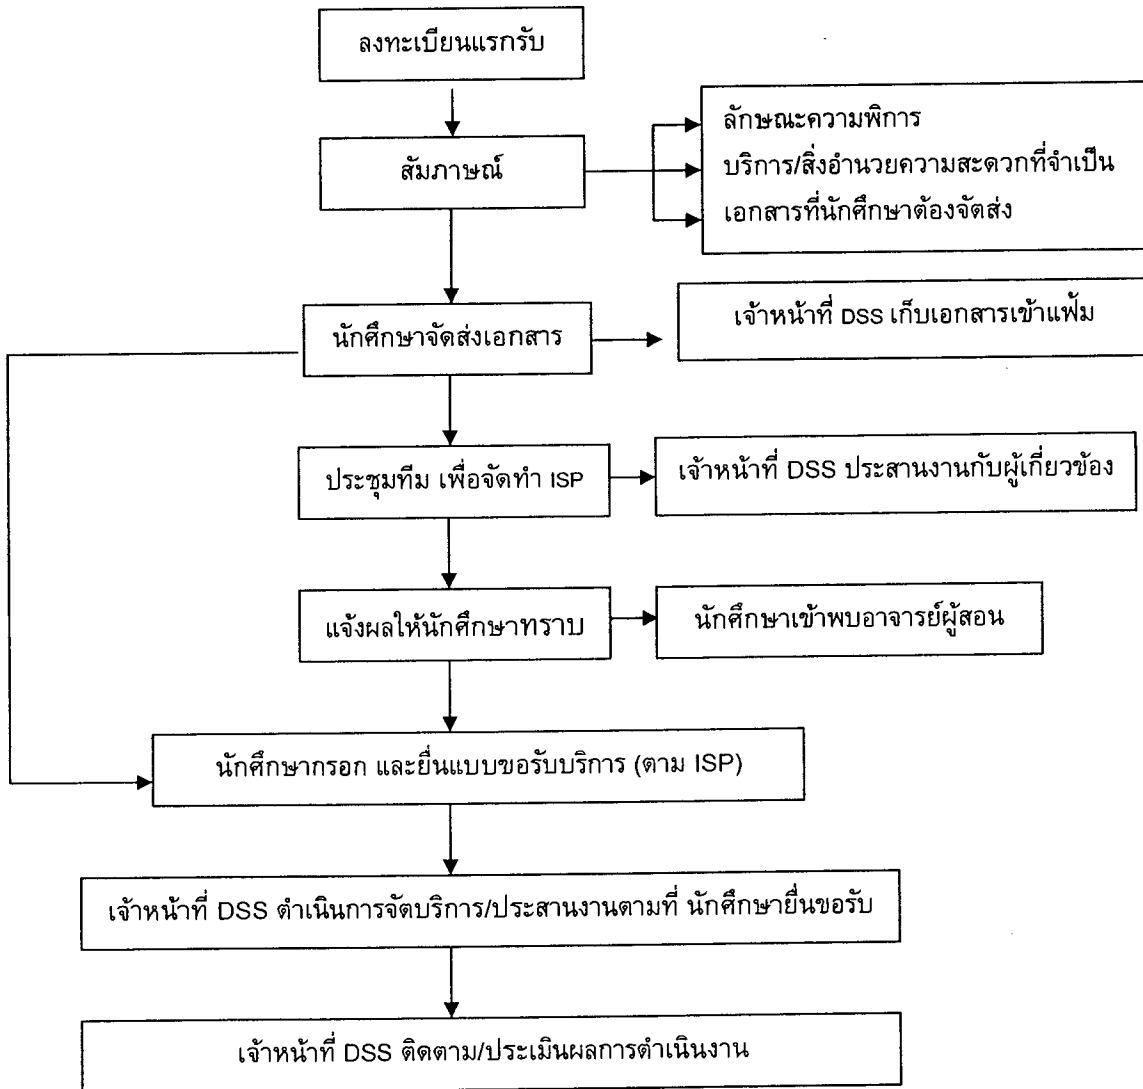 ลงทะเบียนแรกรับ
สัมภาษณ์
ลักษณะความพิการ
บริการ/สิ่งอำนวยความสะดวกที่จำเป็น
เอกสารที่นักศึกษาต้องจัดส่ง
นักศึกษาจัดส่งเอกสาร
เจ้าหน้าที่ DSS เก็บเอกสารเข้าแฟ้ม
ประชุมทีม เพื่อจัดทำ ISP
เจ้าหน้าที่ DSS ประสานงานกับผู้เกี่ยวข้อง
แจ้งผลให้นักศึกษาทราบ
นักศึกษาเข้าพบอาจารย์ผู้สอน
นักศึกษากรอก และยื่นแบบขอรับบริการ (ตาม ISP)
เจ้าหน้าที่ DSS ดำเนินการจัดบริการ/ประสานงานตามที่ นักศึกษายื่นขอรับ
เจ้าหน้าที่ DSS ติดตาม/ประเมินผลการดำเนินงาน